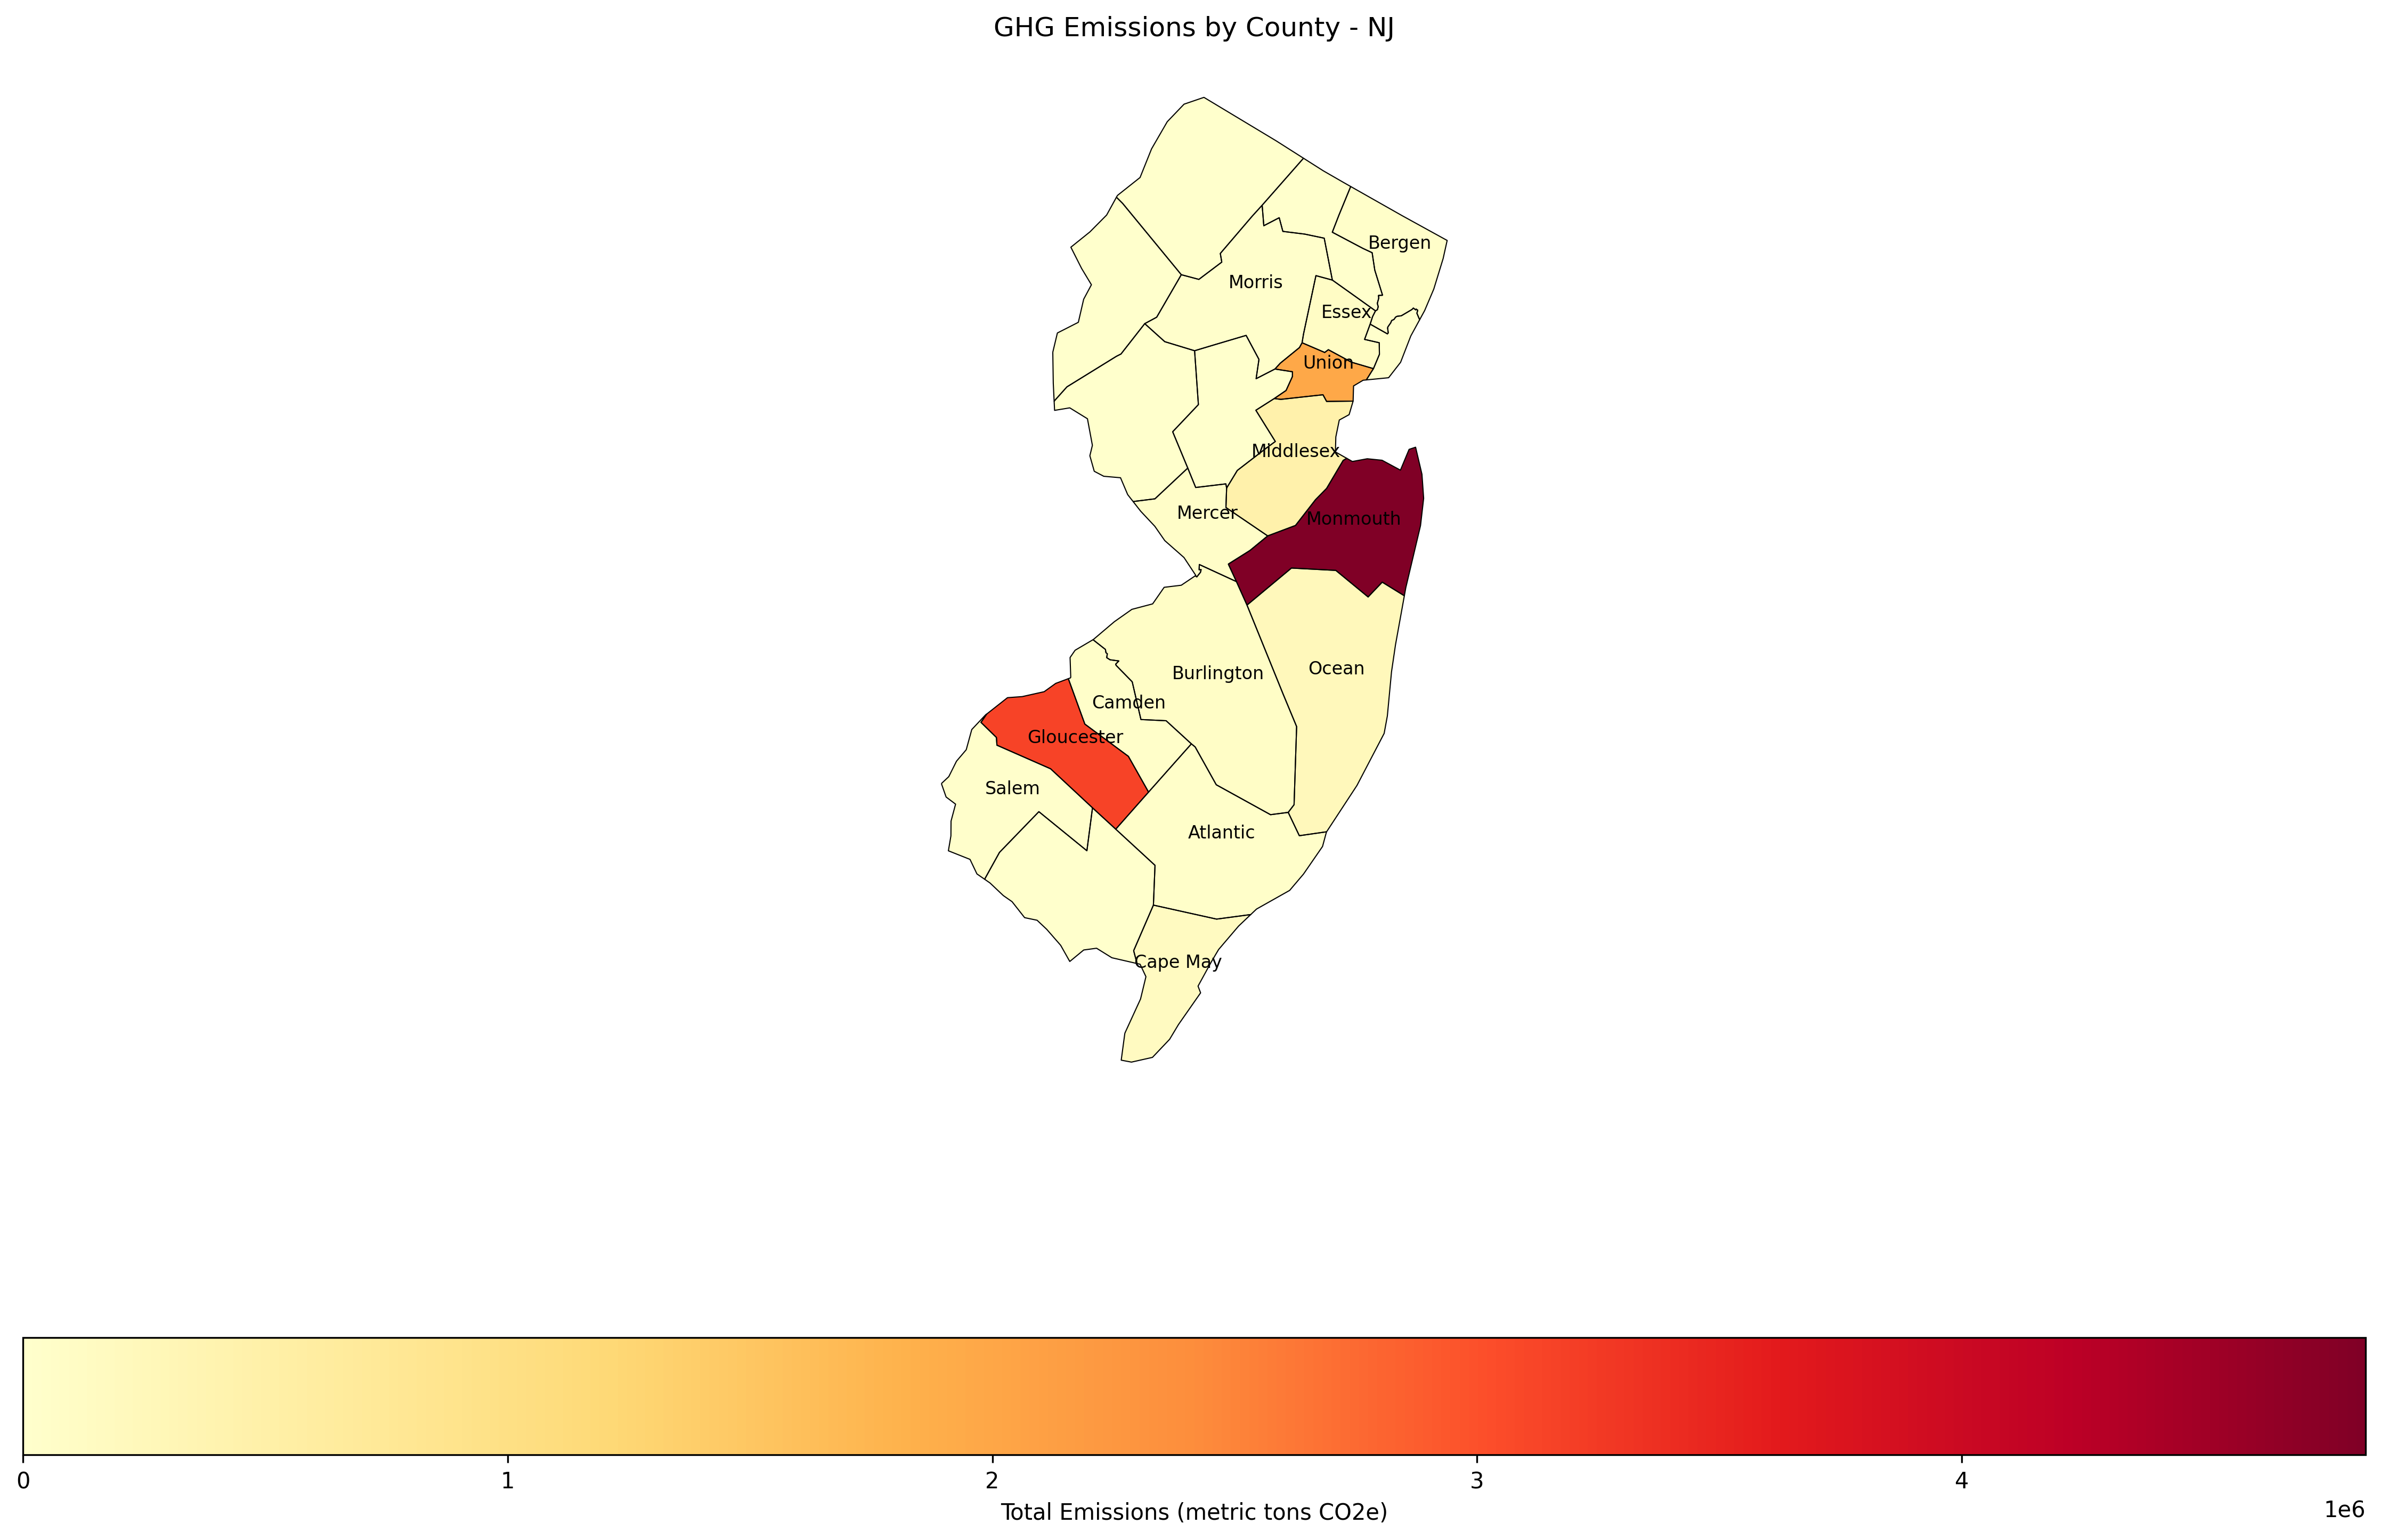 GHG Emissions by County - NJ
Bergen
Morris
Essex
Union
Middlesex
Mercer
Monmouth
Ocean
Burlington
Camden
Gloucester
Salem
Atlantic
Cape May
0 1 2 3 4
1e6
Total Emissions (metric tons CO2e)